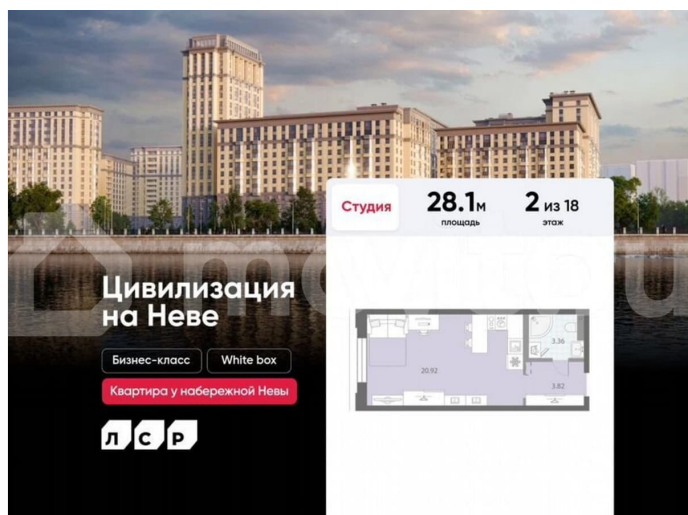 Студия
28.1м
площадь
2 из 18
этаж
Цивилизация
на Неве
Бизнес-класс
White box
Квартира у набережной Невы
ЛСР
3.36
20.92
3.82